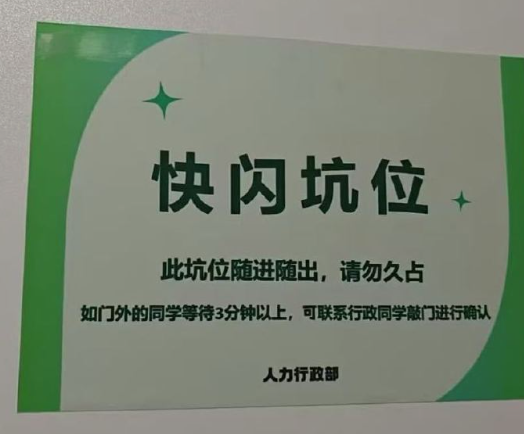 快闪坑位
此坑位随进随出，请勿久占
如门外的同学等待3分钟以上，可联系行政同学敲门进行确认
人力行政部